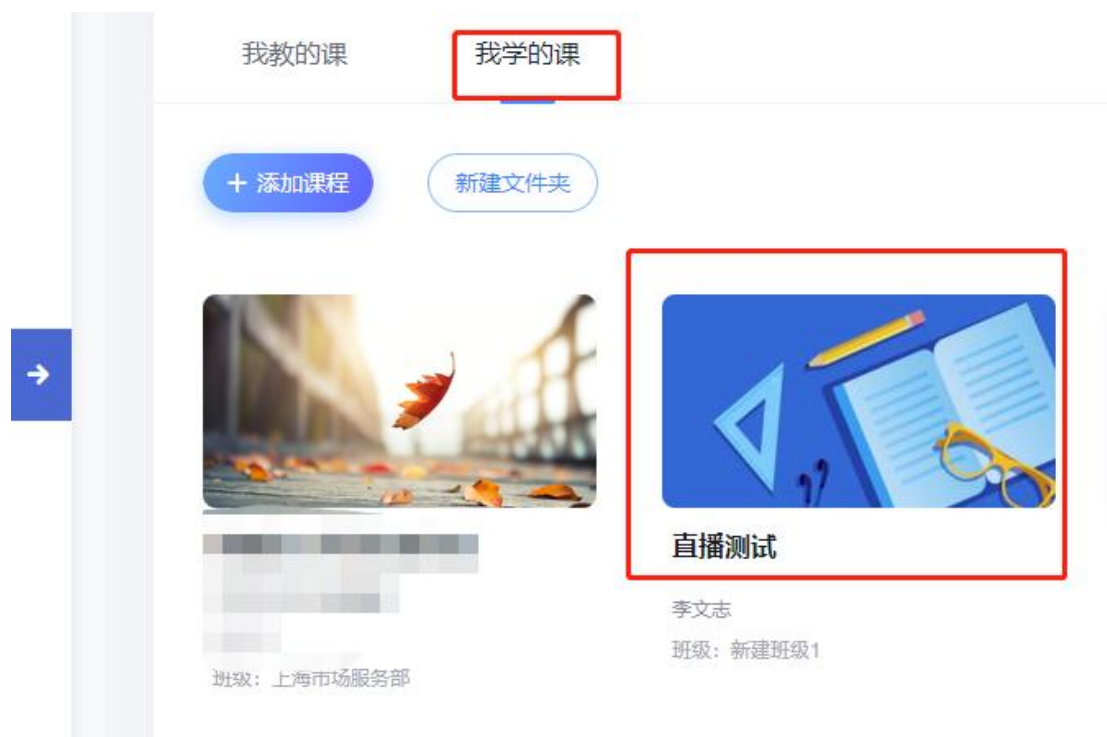 我教的课
我学的课
+ 添加课程
新建文件夹
直播测试
李文志
班级：新建班级1
班级：上海市场服务部